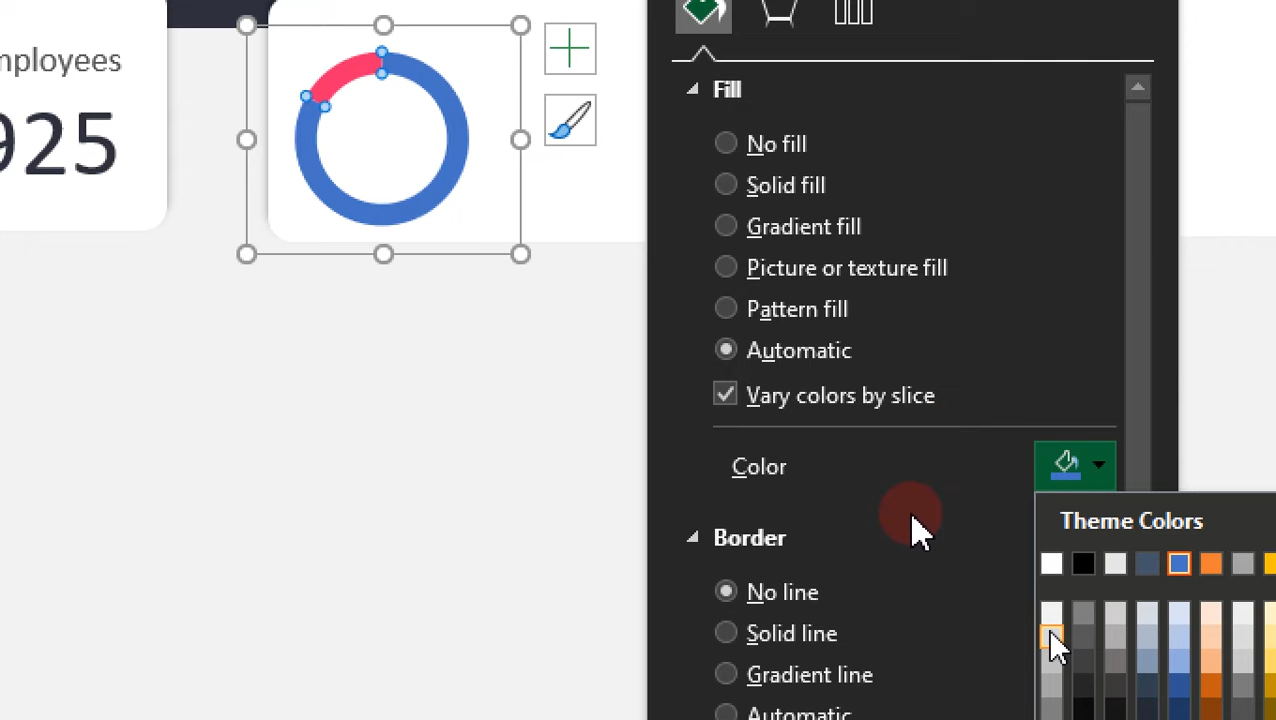 mployees
925
Fill
No fill
Solid fill
Gradient fill
Picture or texture fill
Pattern fill
Automatic
Vary colors by slice
Color
Theme Colors
Border
No line
Solid line
Gradient line
Automatic